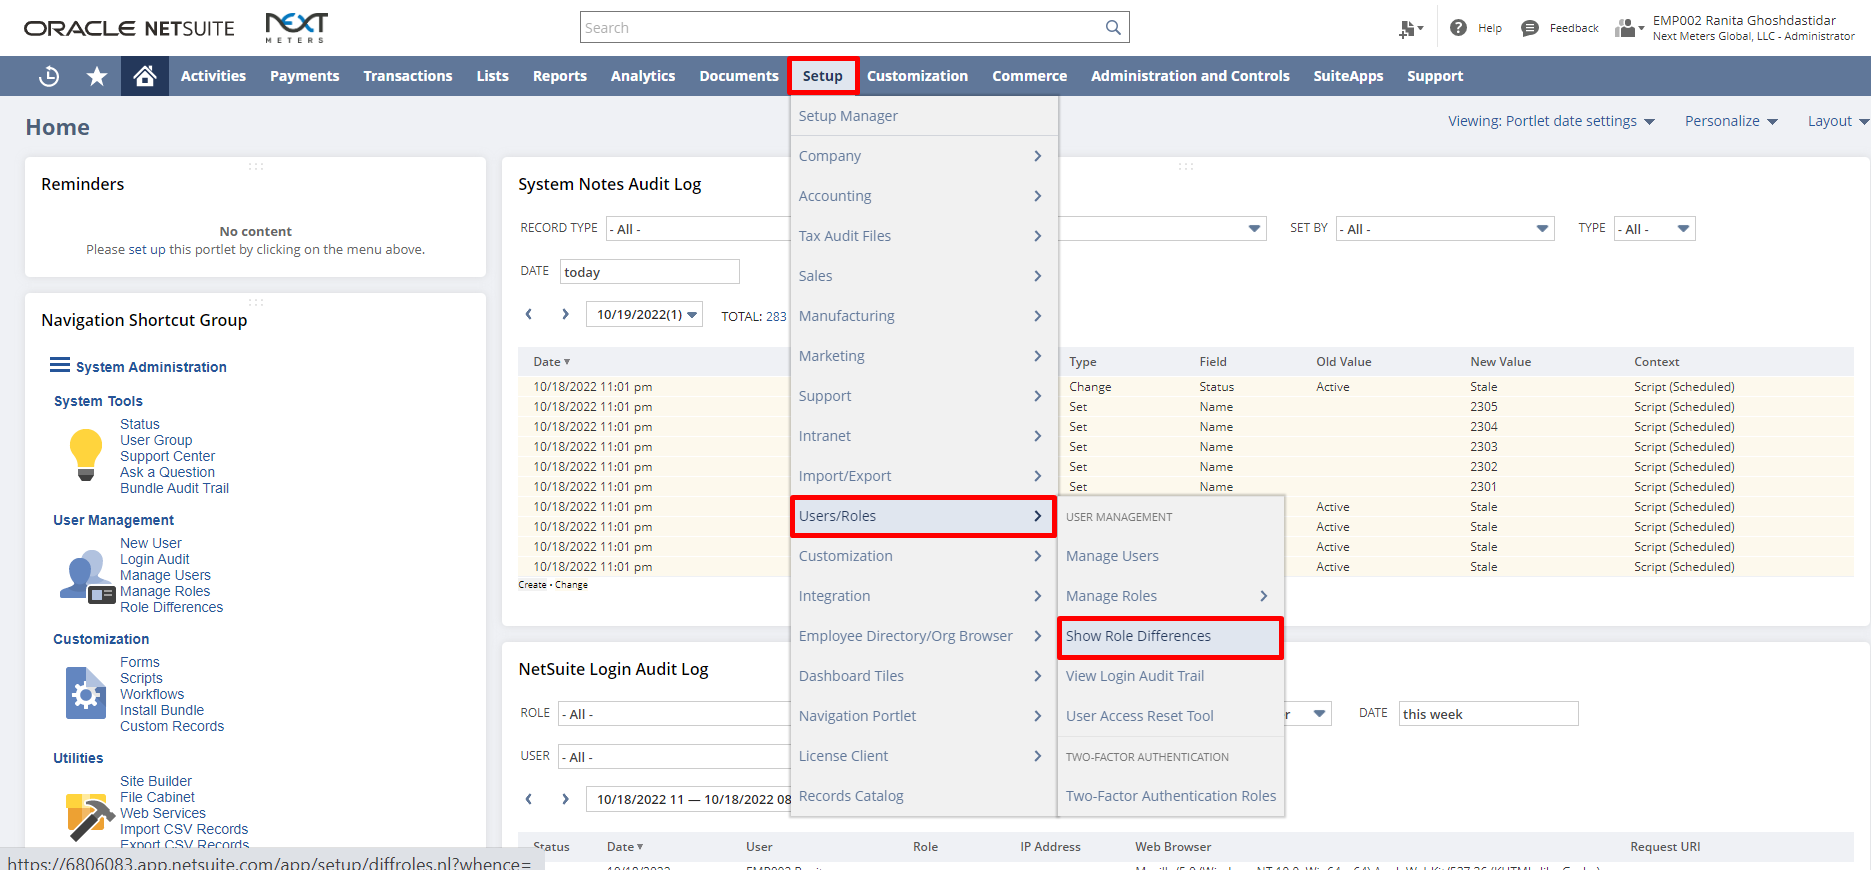 ORACLE NETSUITE
NEXT
METERS
Search
Help
Feedback
EMP002 Ranita Ghoshdastidar
Next Meters Global, LLC - Administrator
Activities
Payments
Transactions
Lists
Reports
Analytics
Documents
Setup
Customization
Commerce
Administration and Controls
SuiteApps
Support
Home
Viewing: Portlet date settings
Personalize
Layout
Reminders
No content
Please set up this portlet by clicking on the menu above.
Navigation Shortcut Group
System Administration
System Tools
Status
User Group
Support Center
Ask a Question
Bundle Audit Trail
User Management
New User
Login Audit
Manage Users
Manage Roles
Role Differences
Customization
Forms
Scripts
Workflows
Install Bundle
Custom Records
Utilities
Site Builder
File Cabinet
Web Services
Import CSV Records
Export CSV Records
https://6806083.app.netsuite.com/app/setup/diffroles.nl?whence=
Setup Manager
Company
Accounting
Tax Audit Files
Sales
Manufacturing
Marketing
Support
Intranet
Import/Export
Users/Roles
Customization
Integration
Employee Directory/Org Browser
Dashboard Tiles
Navigation Portlet
License Client
Records Catalog
USER MANAGEMENT
Manage Users
Manage Roles
Show Role Differences
View Login Audit Trail
User Access Reset Tool
TWO-FACTOR AUTHENTICATION
Two-Factor Authentication Roles
System Notes Audit Log
RECORD TYPE - All -
SET BY - All -
TYPE - All -
DATE today
10/19/2022(1)
TOTAL: 283
Date Type Field Old Value New Value Context
10/18/2022 11:01 pm Change Status Active Stale Script (Scheduled)
10/18/2022 11:01 pm Set Name 2305 Script (Scheduled)
10/18/2022 11:01 pm Set Name 2304 Script (Scheduled)
10/18/2022 11:01 pm Set Name 2303 Script (Scheduled)
10/18/2022 11:01 pm Set Name 2302 Script (Scheduled)
10/18/2022 11:01 pm Set Name 2301 Script (Scheduled)
10/18/2022 11:01 pm Active Stale Script (Scheduled)
10/18/2022 11:01 pm Active Stale Script (Scheduled)
10/18/2022 11:01 pm Active Stale Script (Scheduled)
10/18/2022 11:01 pm Active Stale Script (Scheduled)
Create • Change
NetSuite Login Audit Log
ROLE - All -
r
DATE this week
USER - All -
10/18/2022 11 — 10/18/2022 08
Status Date User Role IP Address Web Browser Request URI
10/18/2022 EMP002 Ranita